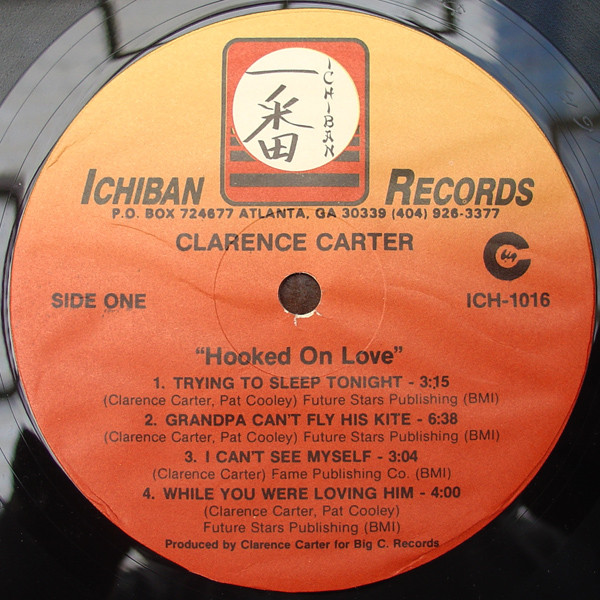 一番
ICHIBAN
ICHIBAN RECORDS
P.O. BOX 724677 ATLANTA, GA 30339 (404) 926-3377
CLARENCE CARTER
C big
SIDE ONE
ICH-1016
"Hooked On Love"
1. TRYING TO SLEEP TONIGHT - 3:15
(Clarence Carter, Pat Cooley) Future Stars Publishing (BMI)
2. GRANDPA CAN'T FLY HIS KITE - 6:38
(Clarence Carter, Pat Cooley) Future Stars Publishing (BMI)
3. I CAN'T SEE MYSELF - 3:04
(Clarence Carter) Fame Publishing Co. (BMI)
4. WHILE YOU WERE LOVING HIM - 4:00
(Clarence Carter, Pat Cooley)
Future Stars Publishing (BMI)
Produced by Clarence Carter for Big C. Records